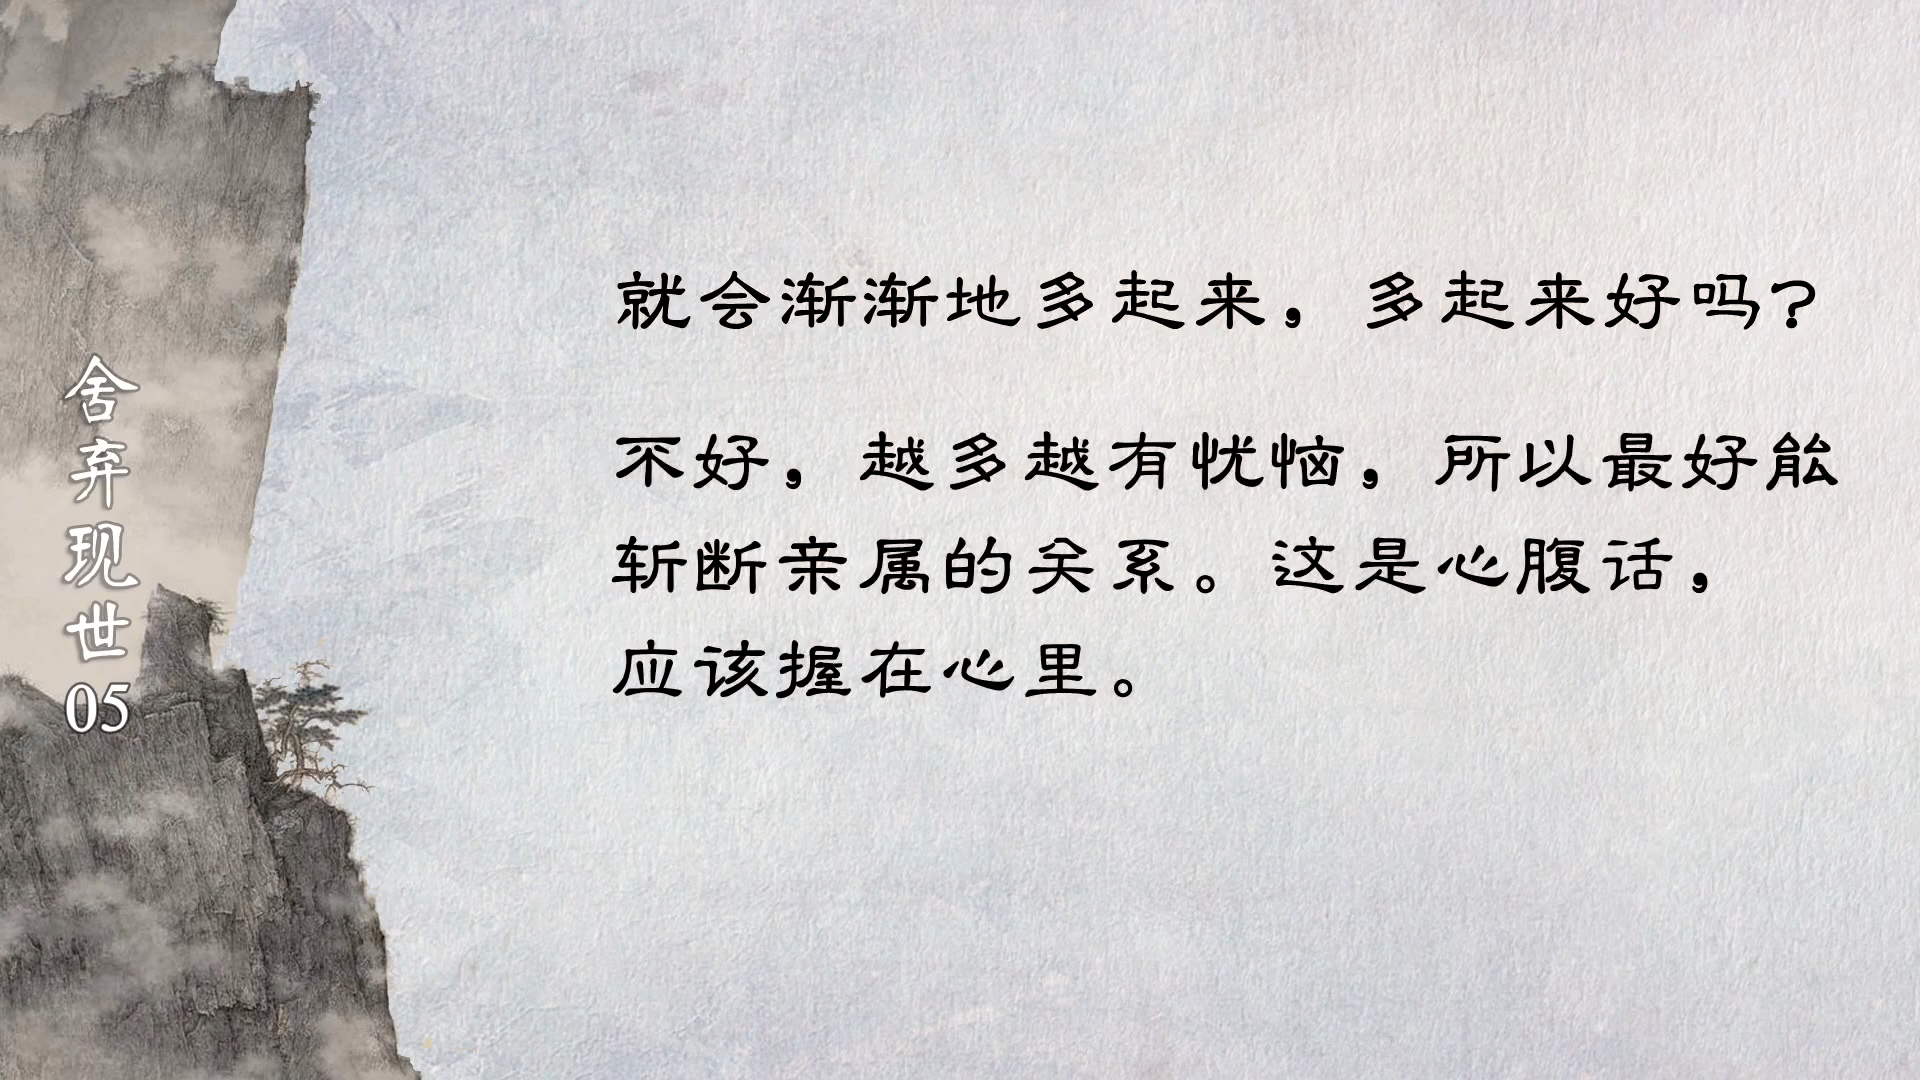 舍弃现世05
就会渐渐地多起来，多起来好吗？
不好，越多越有忧恼，所以最好能
斩断亲属的关系。这是心腹话，
应该握在心里。